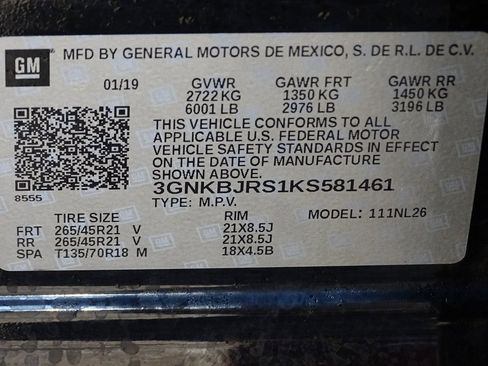 GM
MFD BY GENERAL MOTORS DE MEXICO, S. DE R.L. DE C.V.
01/19 GVWR GAWR FRT GAWR RR
2722 KG 1350 KG 1450 KG
6001 LB 2976 LB 3196 LB
THIS VEHICLE CONFORMS TO ALL
APPLICABLE U.S. FEDERAL MOTOR
VEHICLE SAFETY STANDARDS IN EFFECT
ON THE DATE OF MANUFACTURE
SHOWN ABOVE.
3GNKBJRS1KS581461
8555
TYPE: M.P.V.
TIRE SIZE RIM MODEL: 111NL26
FRT 265/45R21 V 21X8.5J
RR 265/45R21 V 21X8.5J
SPA T135/70R18 M 18X4.5B